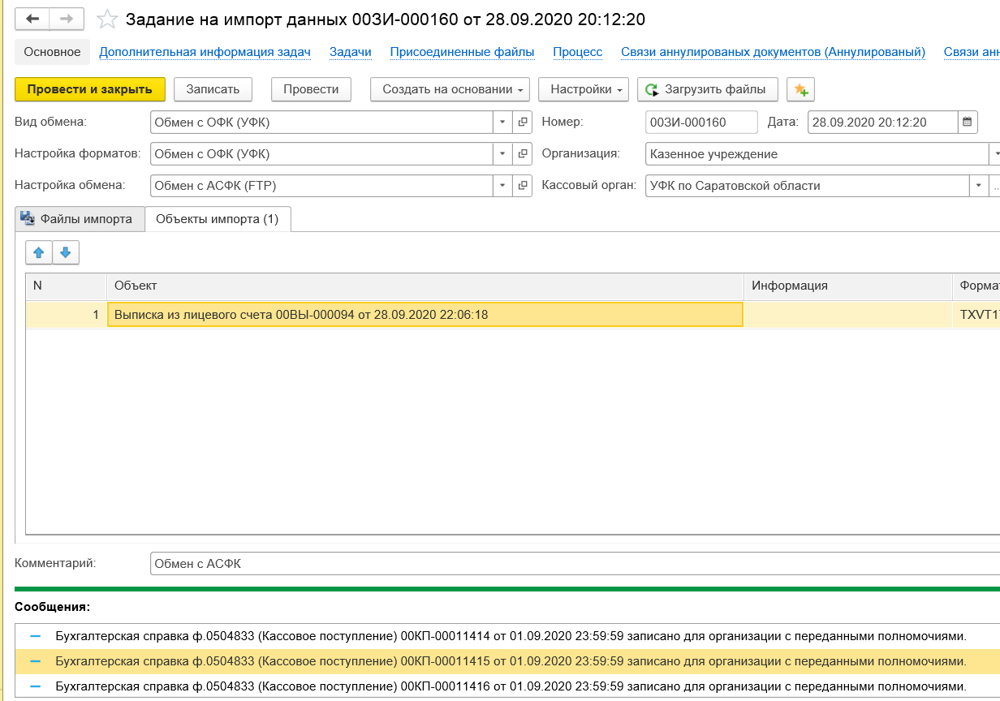 Задание на импорт данных 00ЗИ-000160 от 28.09.2020 20:12:20
Основное Дополнительная информация задач Задачи Присоединенные файлы Процесс Связи аннулированых документов (Аннулированый) Связи анн
Провести и закрыть Записать Провести Создать на основании Настройки Загрузить файлы
Вид обмена: Обмен с ОФК (УФК) Номер: 00ЗИ-000160 Дата: 28.09.2020 20:12:20
Настройка форматов: Обмен с ОФК (УФК) Организация: Казенное учреждение
Настройка обмена: Обмен с АСФК (FTP) Кассовый орган: УФК по Саратовской области ...
Файлы импорта Объекты импорта (1)
N Объект Информация Формат
1 Выписка из лицевого счета 00ВЫ-000094 от 28.09.2020 22:06:18 TXVT1
Комментарий: Обмен с АСФК
Сообщения:
Бухгалтерская справка ф.0504833 (Кассовое поступление) 00КП-00011414 от 01.09.2020 23:59:59 записано для организации с переданными полномочиями.
Бухгалтерская справка ф.0504833 (Кассовое поступление) 00КП-00011415 от 01.09.2020 23:59:59 записано для организации с переданными полномочиями.
Бухгалтерская справка ф.0504833 (Кассовое поступление) 00КП-00011416 от 01.09.2020 23:59:59 записано для организации с переданными полномочиями.